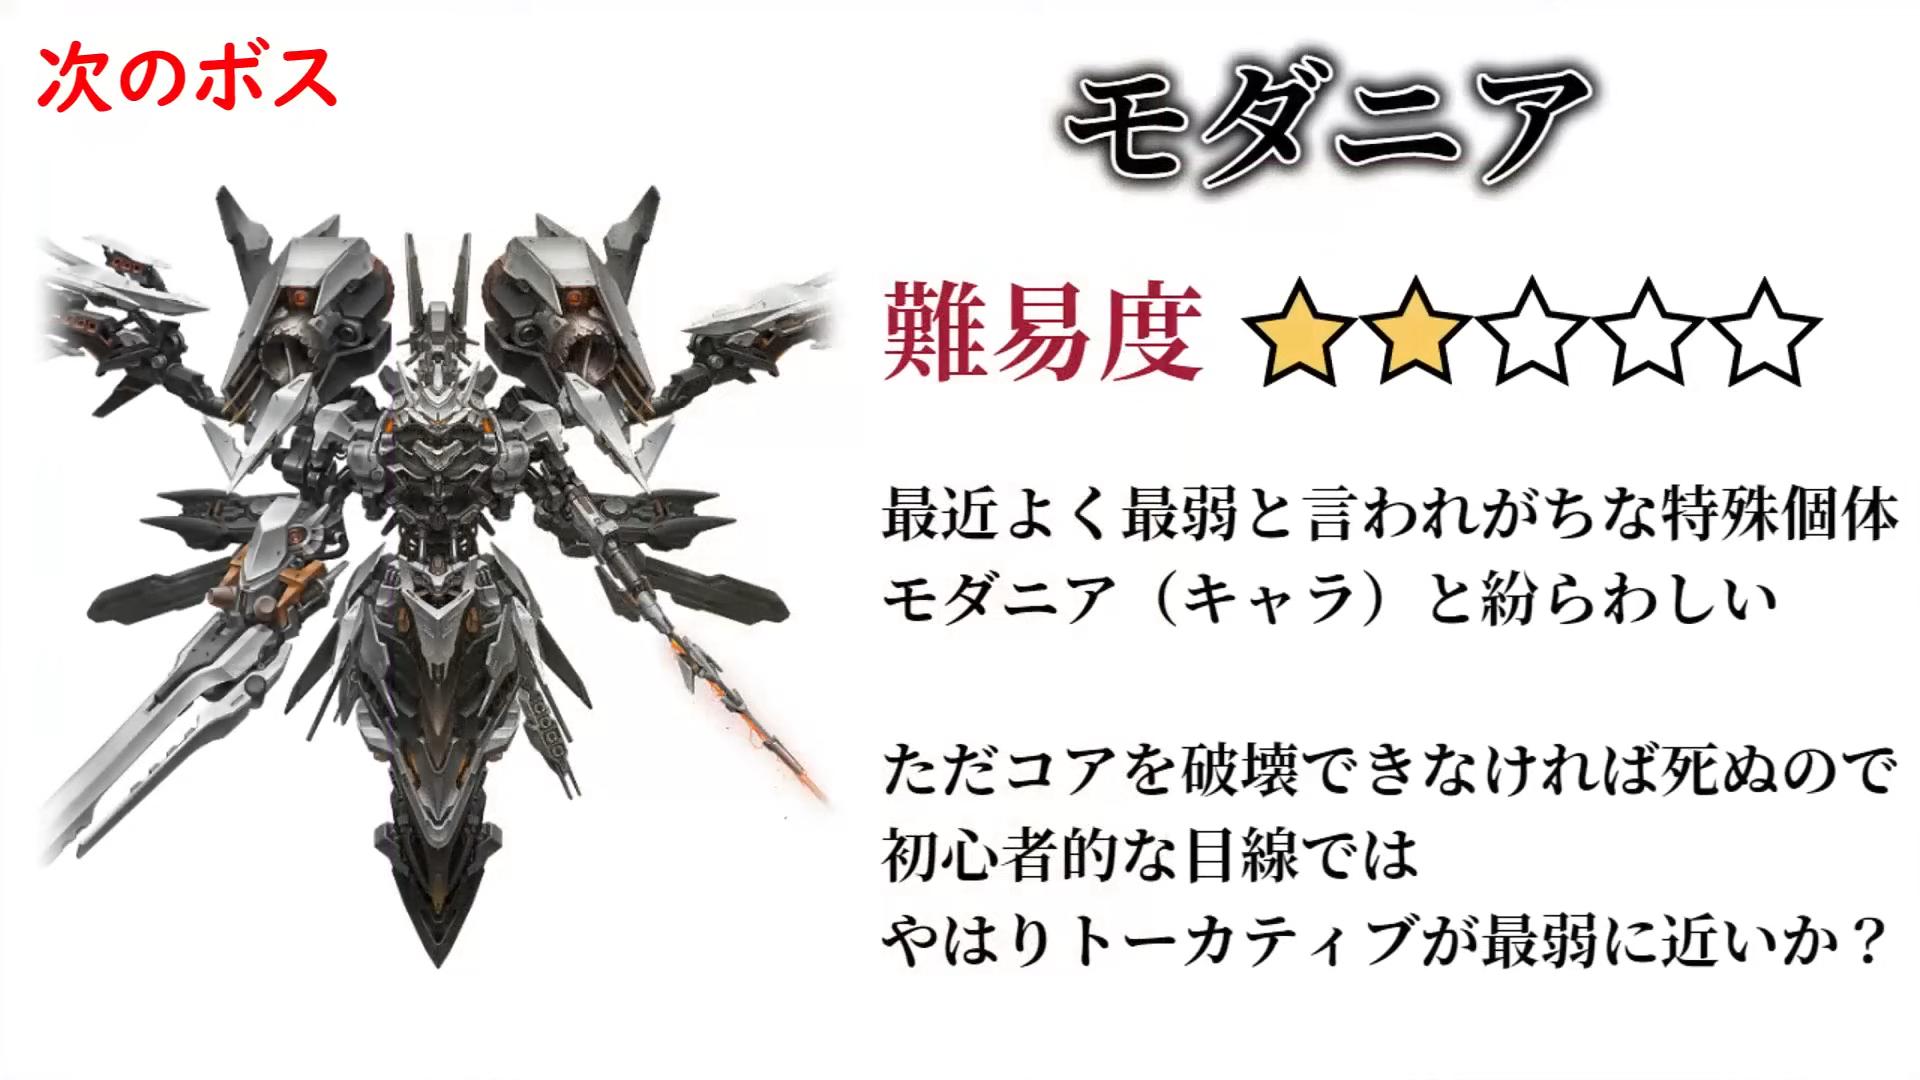 次のボス
モダニア
難易度 ★★☆☆☆
最近よく最弱と言われがちな特殊個体
モダニア（キャラ）と紛らわしい
ただコアを破壊できなければ死ぬので
初心者的な目線では
やはりトーカティブが最弱に近いか？